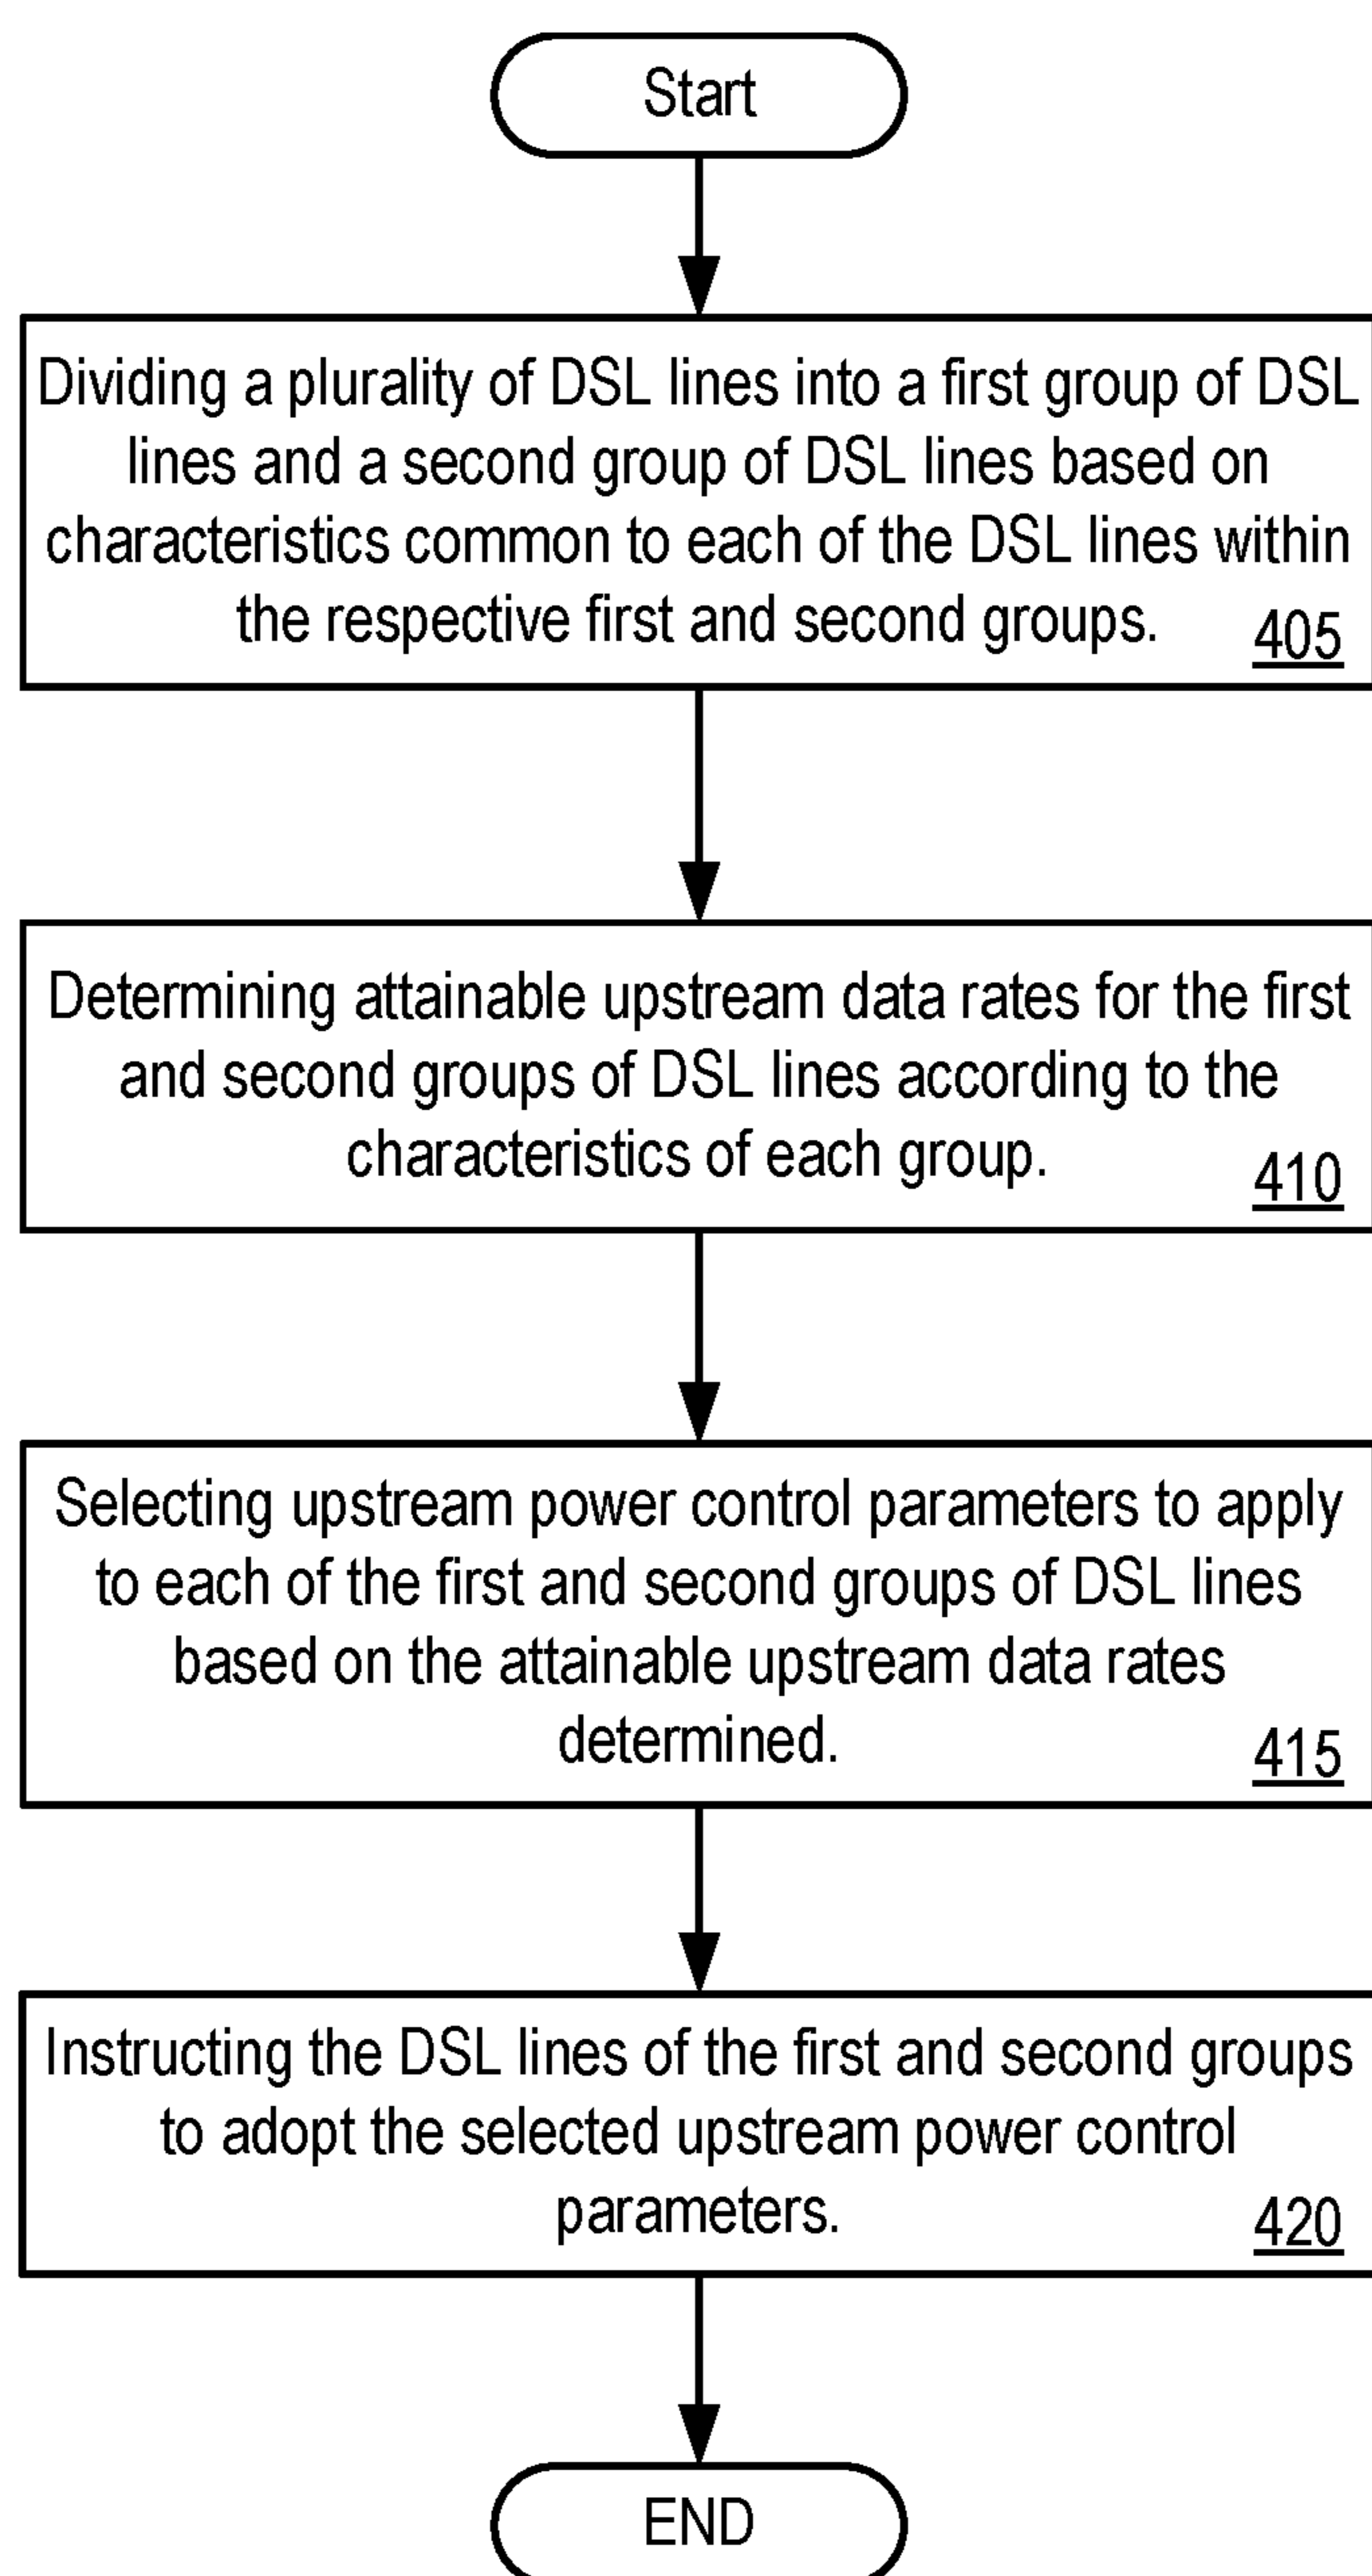 Start
Dividing a plurality of DSL lines into a first group of DSL
lines and a second group of DSL lines based on
characteristics common to each of the DSL lines within
the respective first and second groups.
405
Determining attainable upstream data rates for the first
and second groups of DSL lines according to the
characteristics of each group.
410
Selecting upstream power control parameters to apply
to each of the first and second groups of DSL lines
based on the attainable upstream data rates
determined.
415
Instructing the DSL lines of the first and second groups
to adopt the selected upstream power control
parameters.
420
END